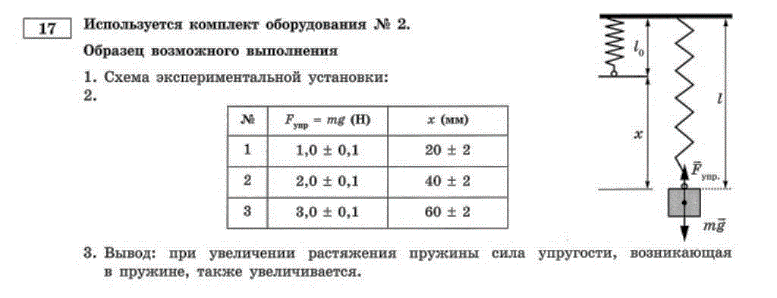 17
Используется комплект оборудования № 2.
Образец возможного выполнения
1. Схема экспериментальной установки:
2.
№ Fупр = mg (Н) x (мм)
1 1,0 ± 0,1 20 ± 2
2 2,0 ± 0,1 40 ± 2
3 3,0 ± 0,1 60 ± 2
l₀
l
x
F⃗упр.
mg⃗
3. Вывод: при увеличении растяжения пружины сила упругости, возникающая
в пружине, также увеличивается.